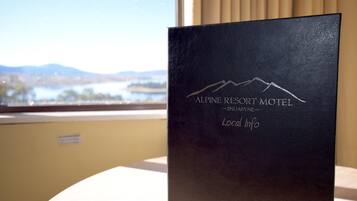 ALPINE RESORT MOTEL
~JINDABYNE~
Local Info